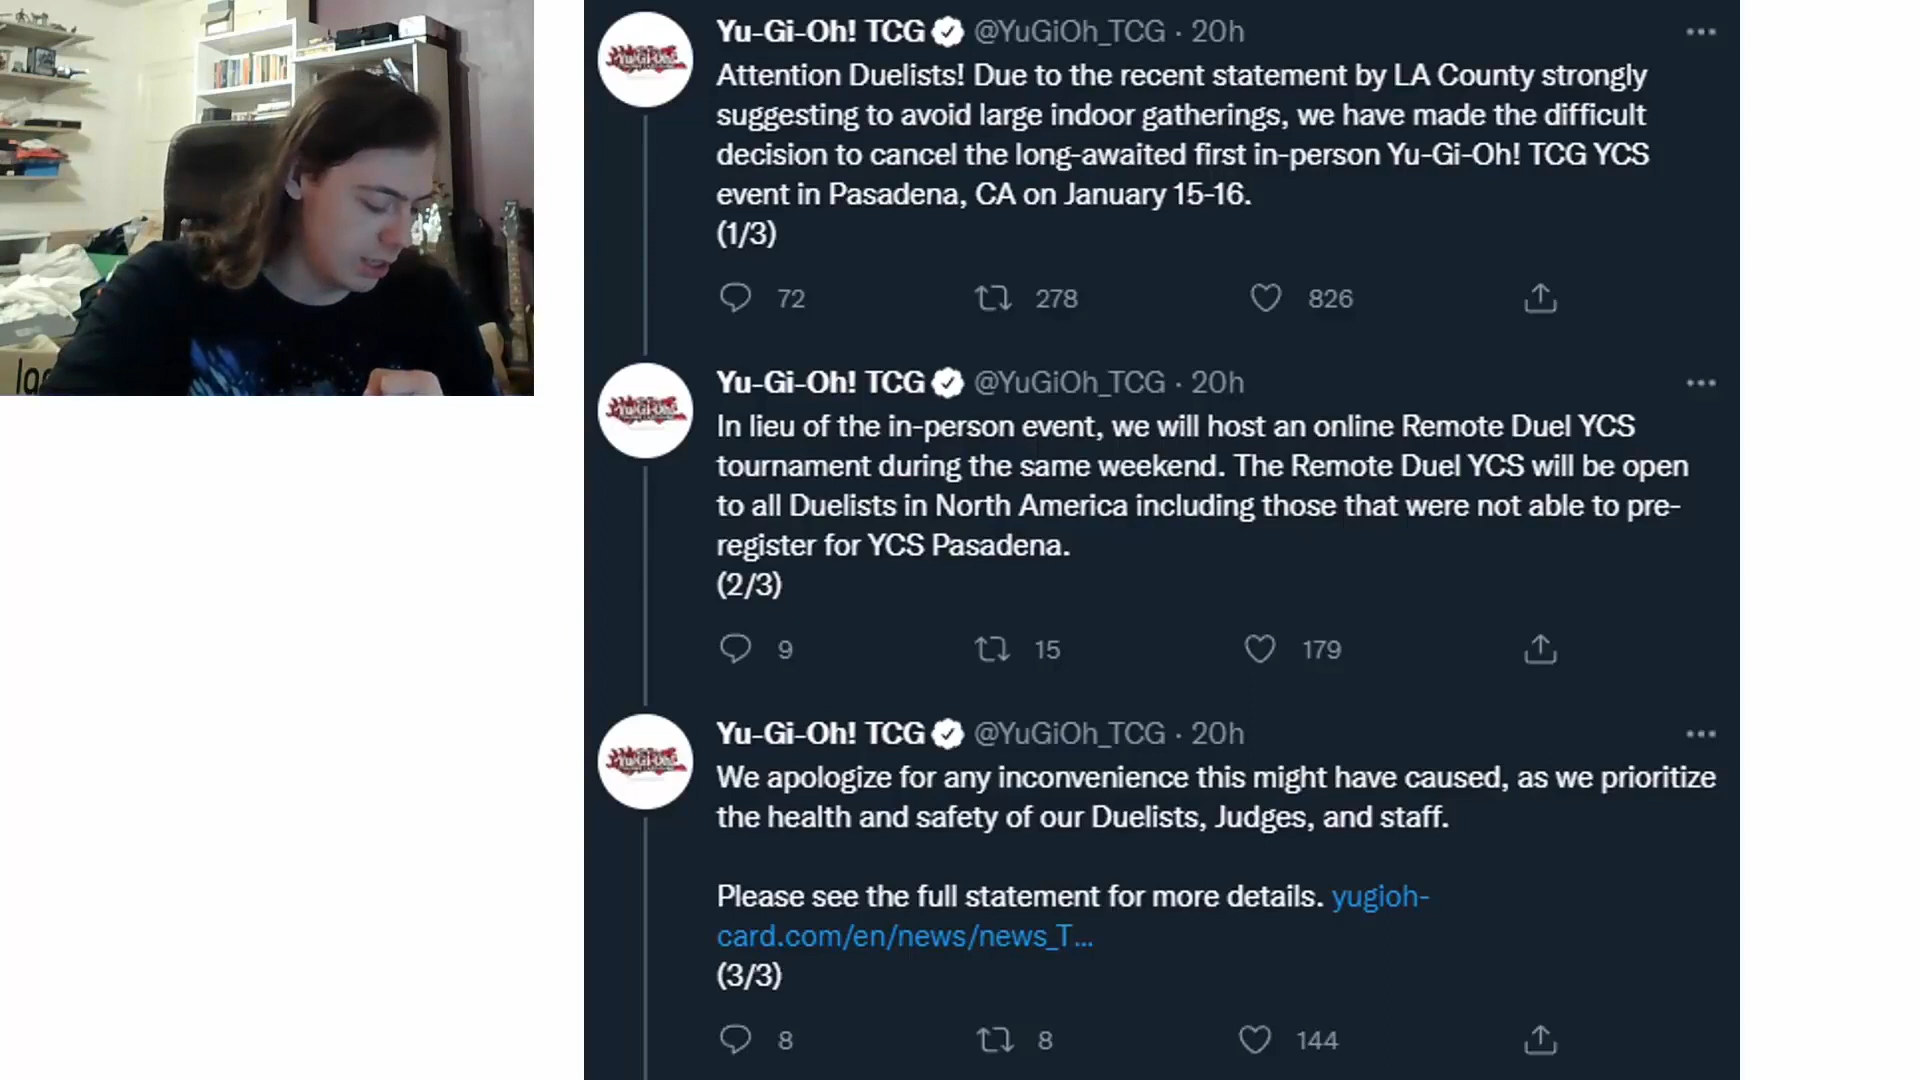 Yu-Gi-Oh! TCG @YuGiOh_TCG · 20h
Attention Duelists! Due to the recent statement by LA County strongly
suggesting to avoid large indoor gatherings, we have made the difficult
decision to cancel the long-awaited first in-person Yu-Gi-Oh! TCG YCS
event in Pasadena, CA on January 15-16.
(1/3)
72 278 826
Yu-Gi-Oh! TCG @YuGiOh_TCG · 20h
In lieu of the in-person event, we will host an online Remote Duel YCS
tournament during the same weekend. The Remote Duel YCS will be open
to all Duelists in North America including those that were not able to pre-
register for YCS Pasadena.
(2/3)
9 15 179
Yu-Gi-Oh! TCG @YuGiOh_TCG · 20h
We apologize for any inconvenience this might have caused, as we prioritize
the health and safety of our Duelists, Judges, and staff.
Please see the full statement for more details. yugioh-
card.com/en/news/news_T...
(3/3)
8 8 144